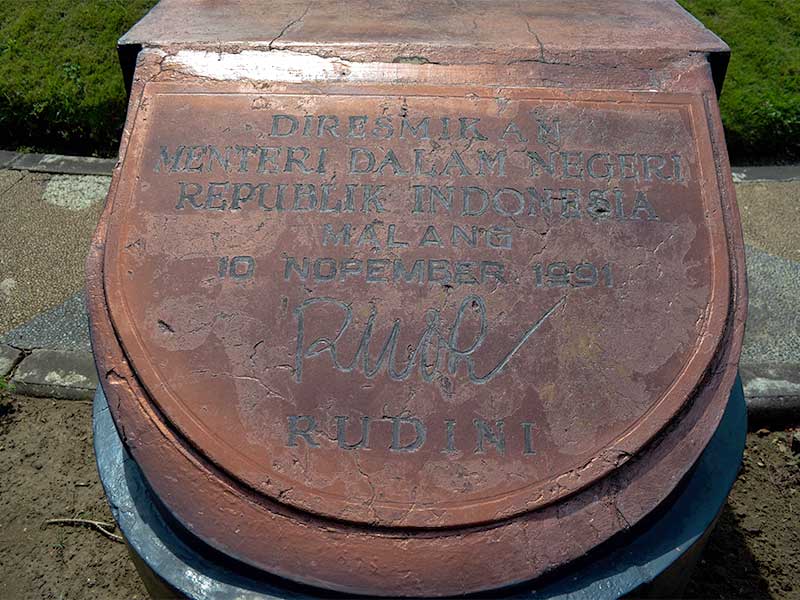 DIRESMIKAN
MENTERI DALAM NEGERI
REPUBLIK INDONESIA
MALANG
10 NOPEMBER 1991
RUDINI